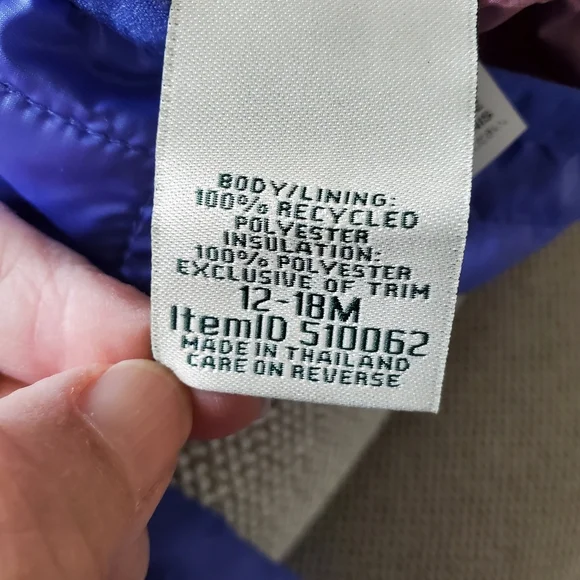 BODY/LINING:
100% RECYCLED
POLYESTER
INSULATION:
100% POLYESTER
EXCLUSIVE OF TRIM
12-18M
ItemID 510062
MADE IN THAILAND
CARE ON REVERSE